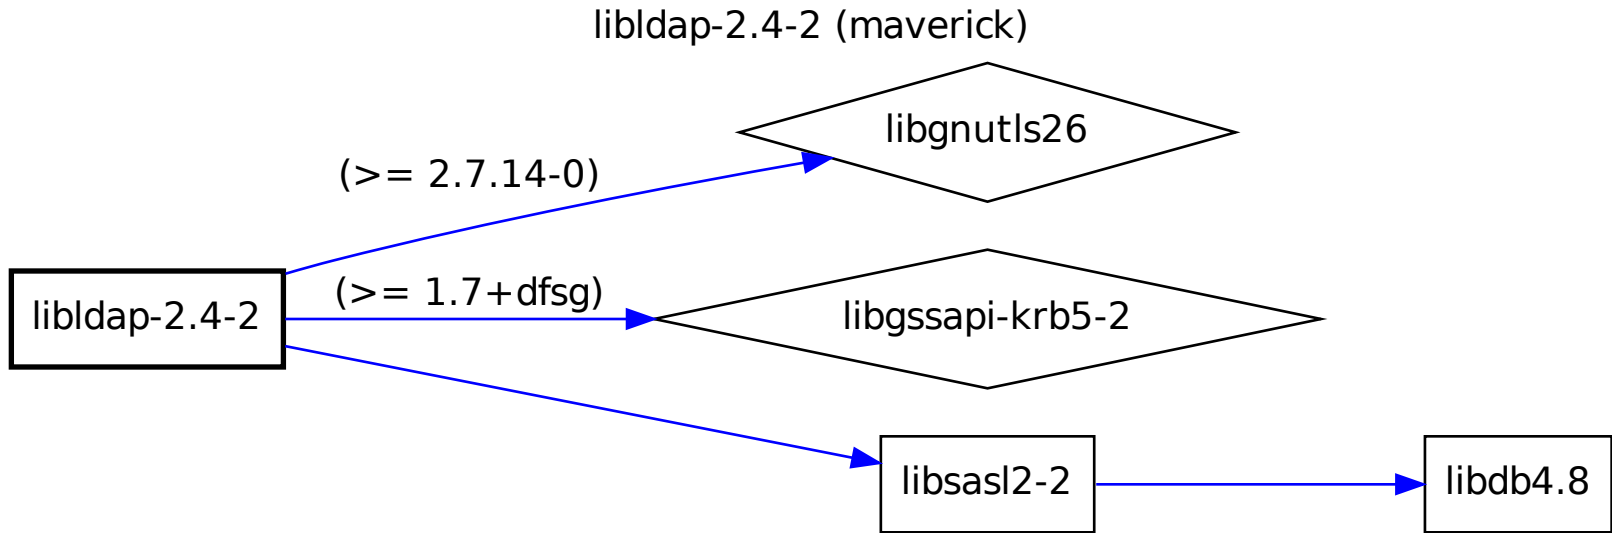 libldap-2.4-2 (maverick)
libgnutls26
(>= 2.7.14-0)
(>= 1.7+dfsg)
libldap-2.4-2
libgssapi-krb5-2
libsasl2-2
libdb4.8